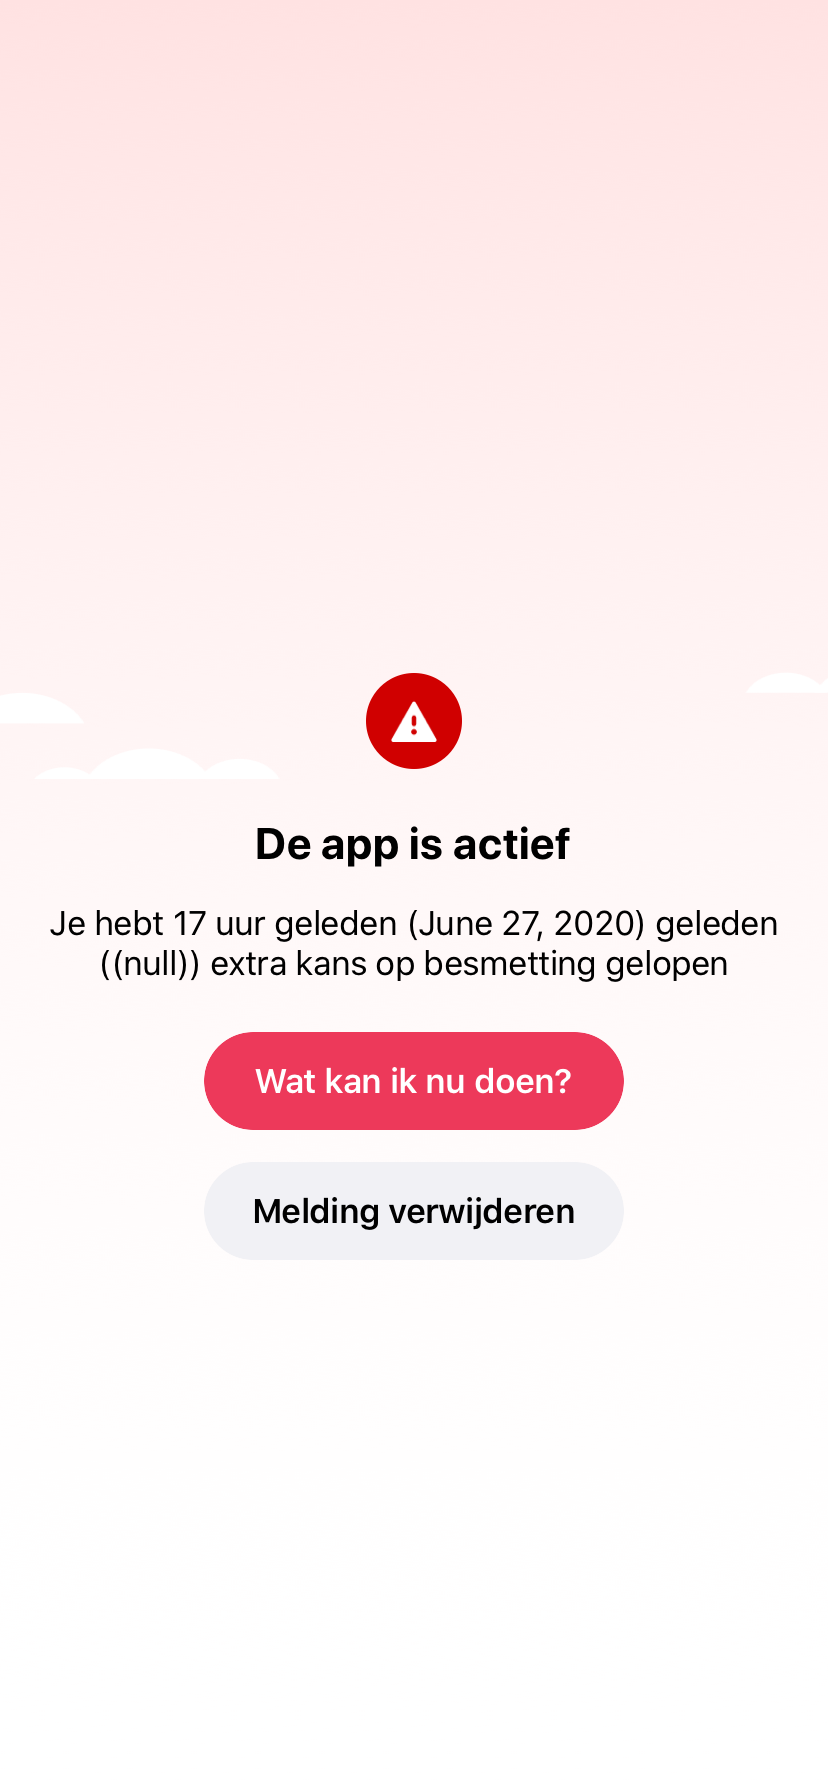 De app is actief
Je hebt 17 uur geleden (June 27, 2020) geleden
((null)) extra kans op besmetting gelopen
Wat kan ik nu doen?
Melding verwijderen